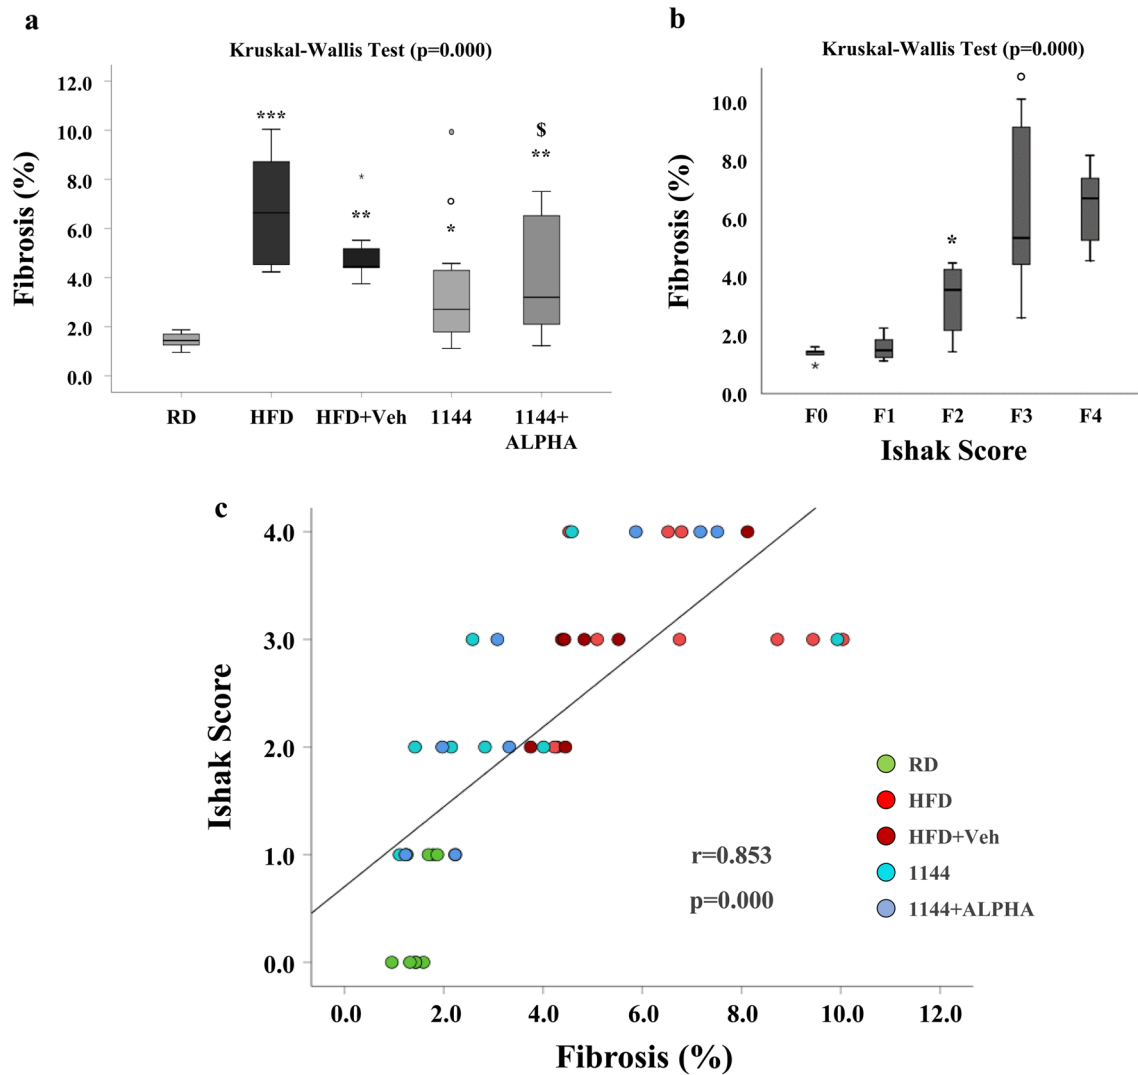 a
Kruskal-Wallis Test (p=0.000)
Fibrosis (%)
12.0
10.0
8.0
6.0
4.0
2.0
0.0
***
*
**
*
$
**
RD
HFD
HFD+Veh
1144
1144+
ALPHA
b
Kruskal-Wallis Test (p=0.000)
Fibrosis (%)
10.0
8.0
6.0
4.0
2.0
0.0
*
*
F0
F1
F2
F3
F4
Ishak Score
c
Ishak Score
4.0
3.0
2.0
1.0
0.0
r=0.853
p=0.000
RD
HFD
HFD+Veh
1144
1144+ALPHA
0.0
2.0
4.0
6.0
8.0
10.0
12.0
Fibrosis (%)